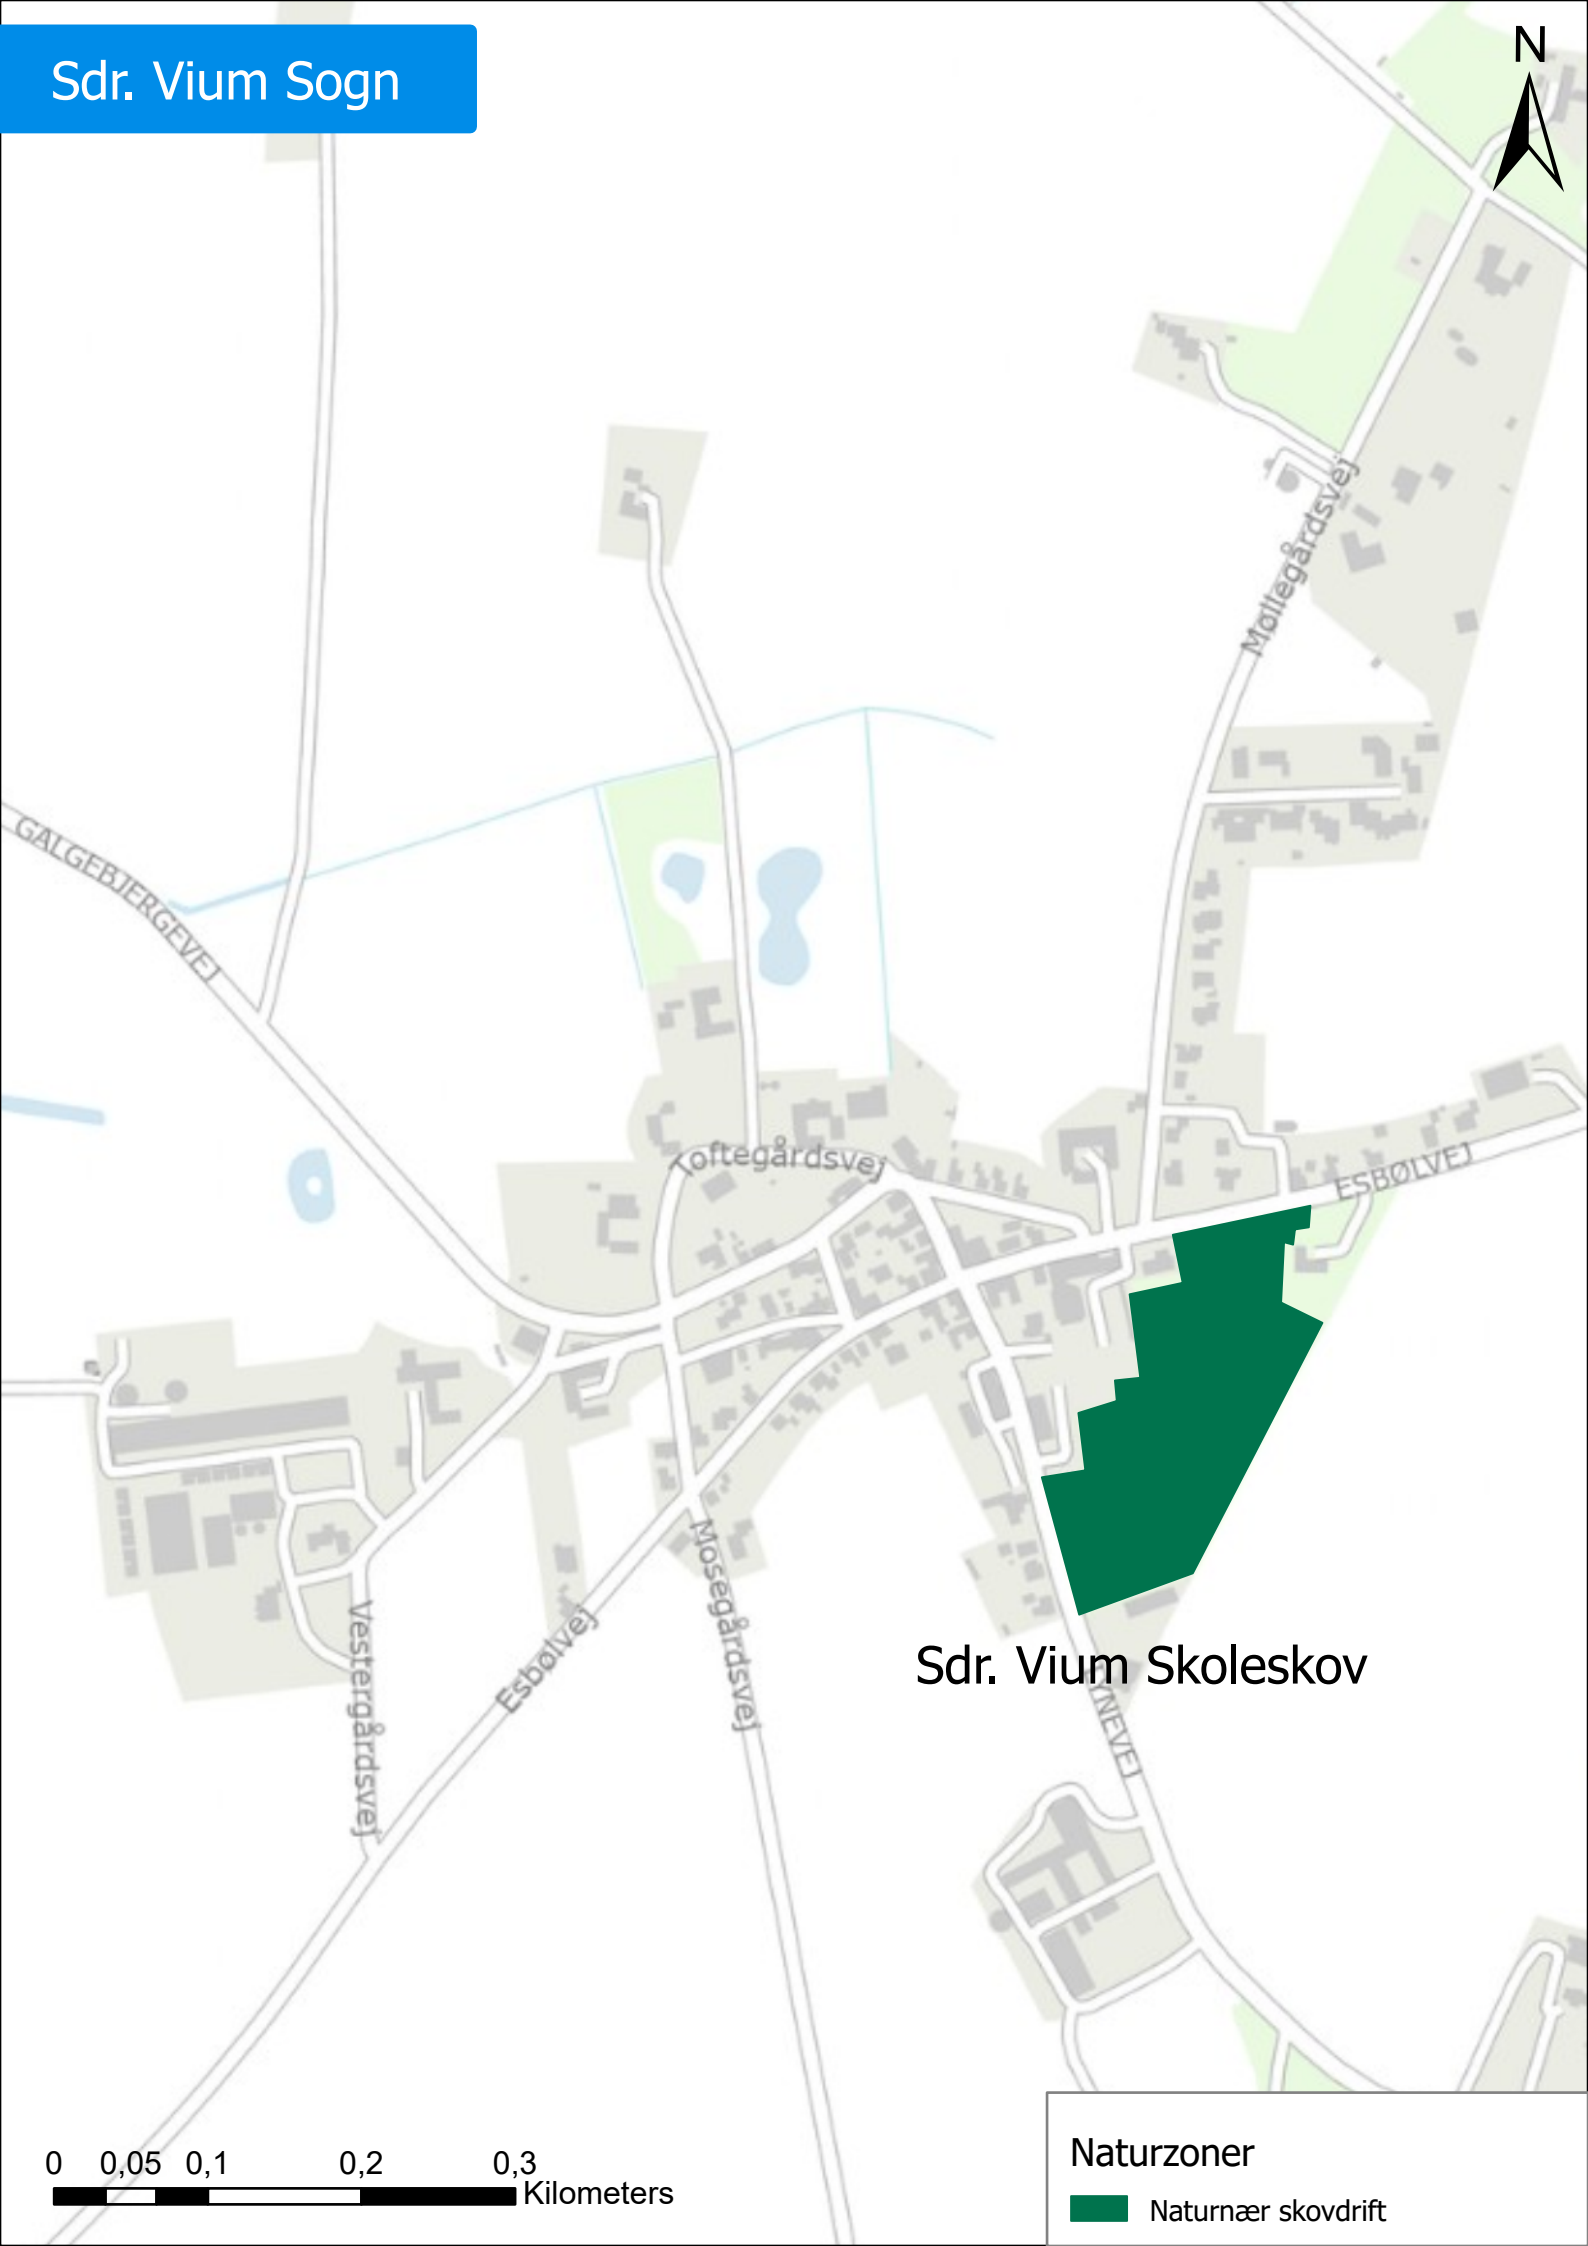 Sdr. Vium Sogn
N
Møllegårdsvej
GALGEBJERGEVEJ
Toftegårdsvej
ESBØLVEJ
Mosegårdsvej
Vestergårdsvej
Esbølvej
Sdr. Vium Skoleskov
LYNEVEJ
0 0,05 0,1 0,2 0,3
Kilometers
Naturzoner
Naturnær skovdrift